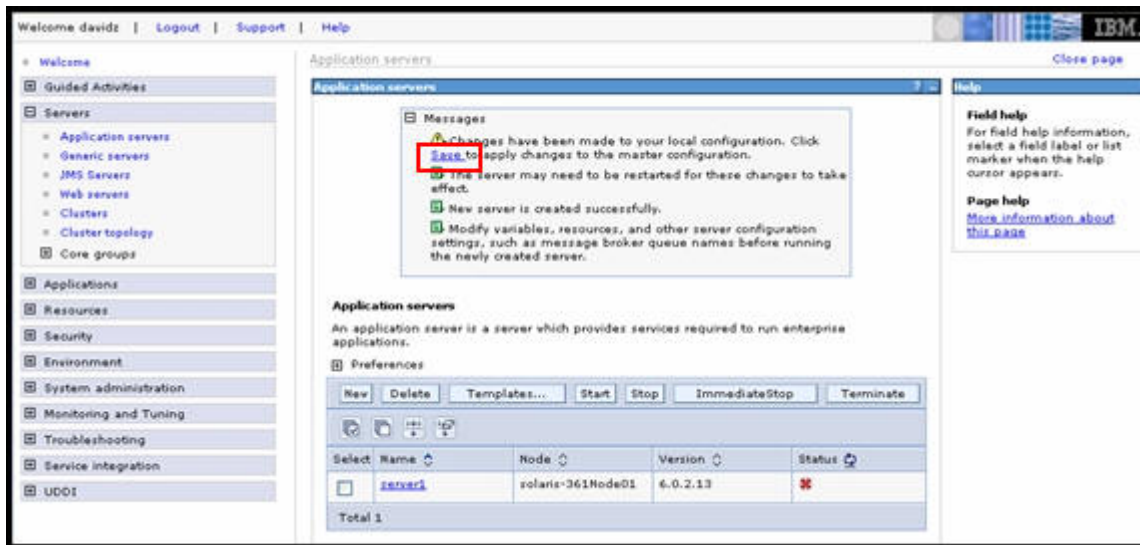 Welcome davidz | Logout | Support | Help
IBM.
Welcome
Guided Activities
Servers
Application servers
Generic servers
JMS Servers
Web servers
Clusters
Cluster topology
Core groups
Applications
Resources
Security
Environment
System administration
Monitoring and Tuning
Troubleshooting
Service integration
UDDI
Application servers
Close page
Application servers ? -
Messages
Changes have been made to your local configuration. Click
Save to apply changes to the master configuration.
The server may need to be restarted for these changes to take
effect.
New server is created successfully.
Modify variables, resources, and other server configuration
settings, such as message broker queue names before running
the newly created server.
Application servers
An application server is a server which provides services required to run enterprise
applications.
Preferences
New Delete Templates... Start Stop ImmediateStop Terminate
Select Name Node Version Status
server1 solaris-361Node01 6.0.2.13
Total 1
Help
Field help
For field help information,
select a field label or list
marker when the help
cursor appears.
Page help
More information about
this page